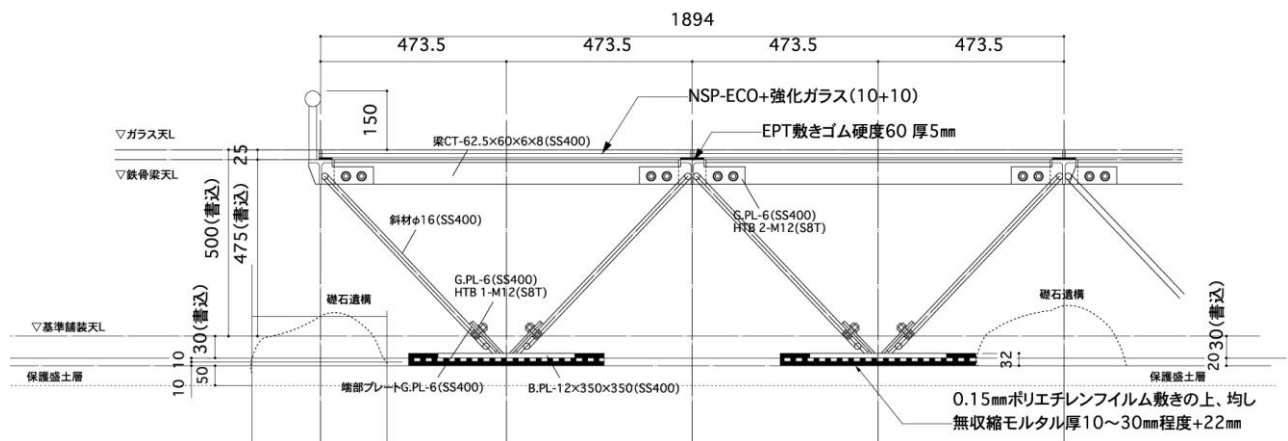 1894
473.5
473.5
473.5
473.5
NSP-ECO+強化ガラス(10+10)
150
EPT敷きゴム硬度60 厚5㎜
▽ガラス天L
梁CT-62.5×60×6×8(SS400)
25
▽鉄骨梁天L
500(書込)
475(書込)
斜材φ16(SS400)
G.PL-6(SS400)
HTB 2-M12(S8T)
G.PL-6(SS400)
HTB 1-M12(S8T)
礎石遺構
礎石遺構
▽基準舗装天L
30(書込)
30(書込)
10
10
50
20
32
保護盛土層
保護盛土層
端部プレートG.PL-6(SS400)
B.PL-12×350×350(SS400)
0.15㎜ポリエチレンフイルム敷きの上、均し
無収縮モルタル厚10〜30㎜程度+22㎜